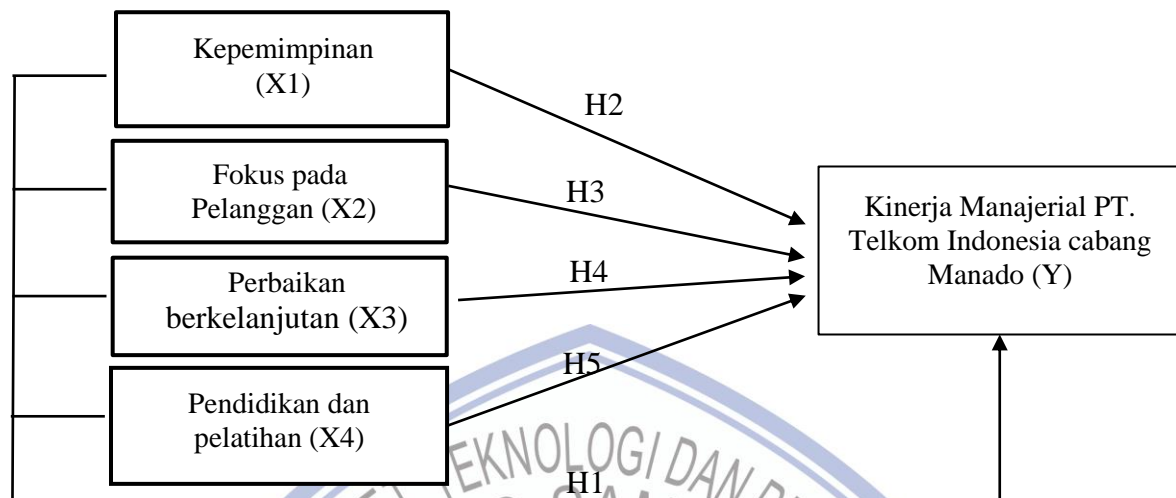 Kepemimpinan
(X1)
H2
Fokus pada
Pelanggan (X2)
H3
Kinerja Manajerial PT.
Telkom Indonesia cabang
Manado (Y)
Perbaikan
berkelanjutan (X3)
H4
Pendidikan dan
pelatihan (X4)
H5
TEKNOLOGI DAN
H1